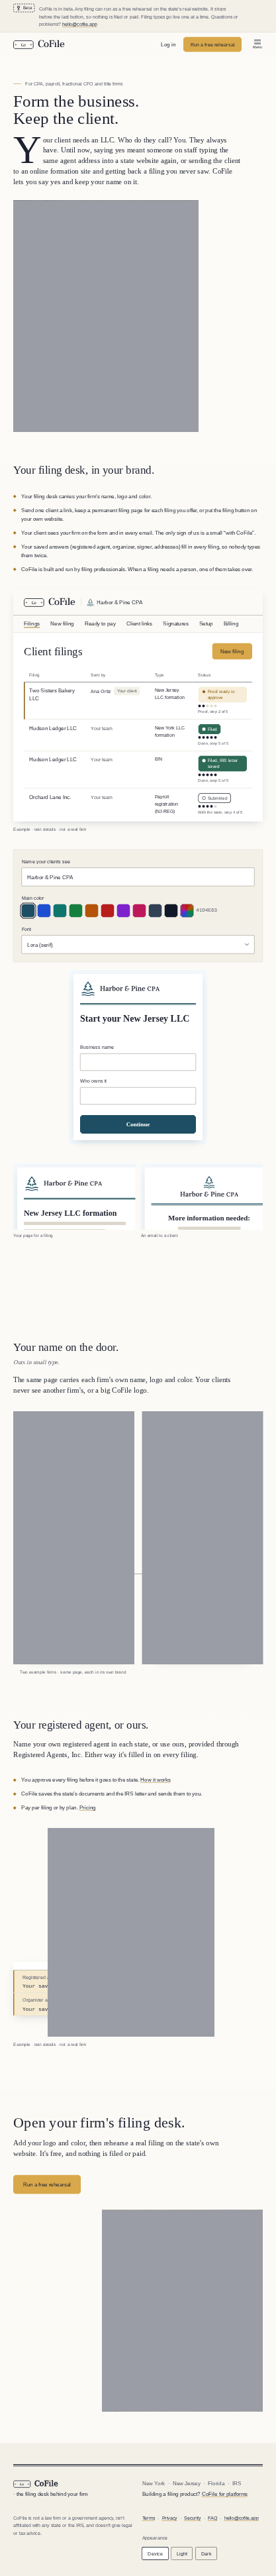 Beta
CoFile is in beta. Any filing can run as a free rehearsal on the state's real website. It stops
before the last button, so nothing is filed or paid. Filing types go live one at a time. Questions or
problems? hello@cofile.app
Co CoFile
Log in
Run a free rehearsal
Menu
For CPA, payroll, fractional CFO and title firms
Form the business.
Keep the client.
Your client needs an LLC. Who do they call? You. They always
have. Until now, saying yes meant someone on staff typing the
same agent address into a state website again, or sending the client
to an online formation site and getting back a filing you never saw. CoFile
lets you say yes and keep your name on it.
Your filing desk, in your brand.
Your filing desk carries your firm's name, logo and color.
Send one client a link, keep a permanent filing page for each filing you offer, or put the filing button on
your own website.
Your client sees your firm on the form and in every email. The only sign of us is a small "with CoFile".
Your saved answers (registered agent, organizer, signer, addresses) fill in every filing, so nobody types
them twice.
CoFile is built and run by filing professionals. When a filing needs a person, one of them takes over.
Co CoFile Harbor & Pine CPA
Filings New filing Ready to pay Client links Signatures Setup Billing
Client filings
New filing
Filing Sent by Type Status
Two Sisters Bakery
LLC
Ana Ortiz Your client
New Jersey
LLC formation
Proof ready to
approve
Proof, step 2 of 5
Hudson Ledger LLC
Your team
New York LLC
formation
Filed
Done, step 5 of 5
Hudson Ledger LLC
Your team
EIN
Filed, IRS letter
saved
Done, step 5 of 5
Orchard Lane Inc.
Your team
Payroll
registration
(NJ-REG)
Submitted
With the state, step 4 of 5
Example · real details · not a real firm
Name your clients see
Harbor & Pine CPA
Main color
Font
Lora (serif)
Harbor & Pine CPA
Start your New Jersey LLC
Business name
Who owns it
Continue
Harbor & Pine CPA
New Jersey LLC formation
Harbor & Pine CPA
More information needed:
Your page for a filing
An email to a client
Your name on the door.
Ours in small type.
The same page carries each firm's own name, logo and color. Your clients
never see another firm's, or a big CoFile logo.
Two example firms · same page, each in its own brand
Your registered agent, or ours.
Name your own registered agent in each state, or use ours, provided through
Registered Agents, Inc. Either way it's filled in on every filing.
You approve every filing before it goes to the state. How it works
CoFile saves the state's documents and the IRS letter and sends them to you.
Pay per filing or by plan. Pricing
Registered
Your sav
Organizer a
Your sav
Example · real details · not a real firm
Open your firm's filing desk.
Add your logo and color, then rehearse a real filing on the state's own
website. It's free, and nothing is filed or paid.
Run a free rehearsal
Co CoFile
· the filing desk behind your firm
New York · New Jersey · Florida · IRS
Building a filing product? CoFile for platforms
CoFile is not a law firm or a government agency, isn't
affiliated with any state or the IRS, and doesn't give legal
or tax advice.
Terms · Privacy · Security · FAQ · hello@cofile.app
Appearance
Device Light Dark